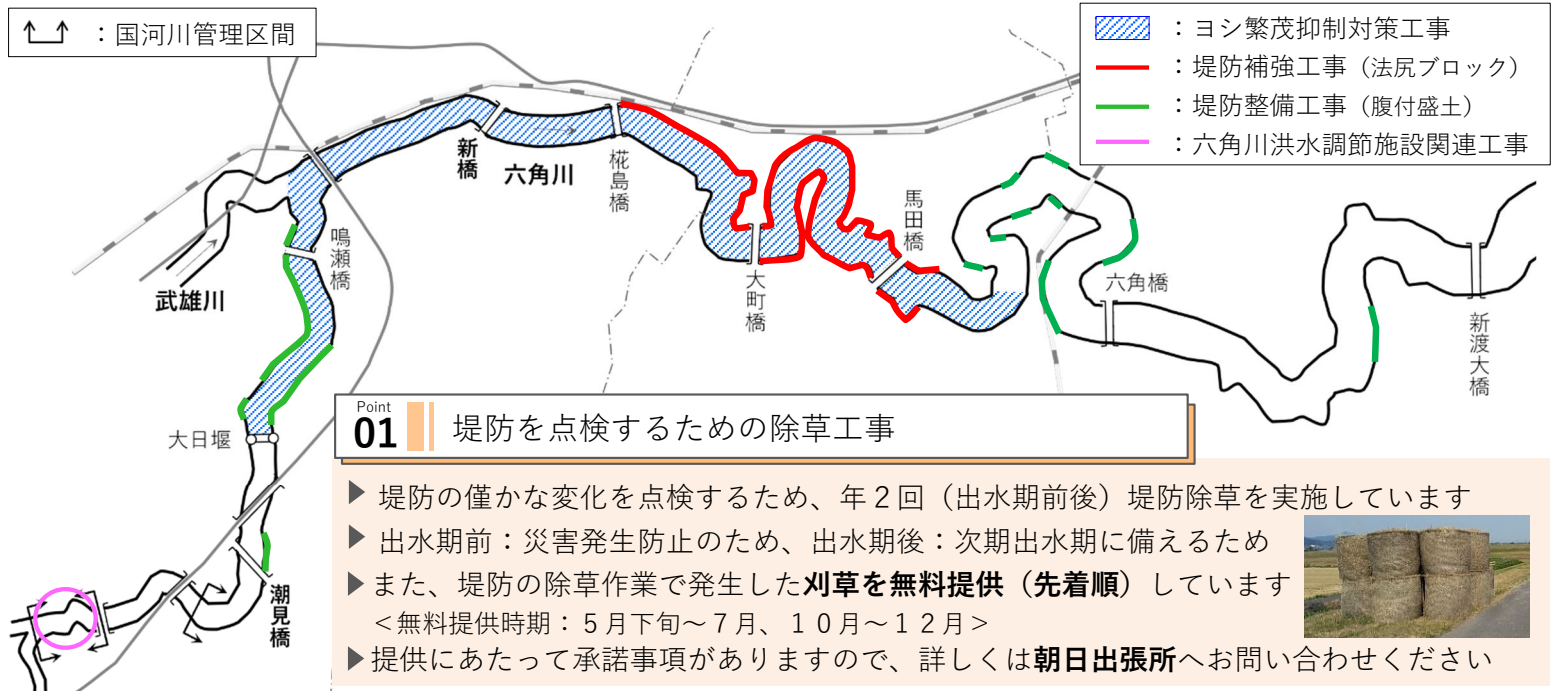 ：国河川管理区間
：ヨシ繁茂抑制対策工事
：堤防補強工事（法尻ブロック）
：堤防整備工事（腹付盛土）
：六角川洪水調節施設関連工事
新橋
六角川
椛島橋
馬田橋
鳴瀬橋
武雄川
大町橋
六角橋
新渡大橋
大日堰
潮見橋
Point
01
堤防を点検するための除草工事
▶ 堤防の僅かな変化を点検するため、年２回（出水期前後）堤防除草を実施しています
▶ 出水期前：災害発生防止のため、出水期後：次期出水期に備えるため
▶また、堤防の除草作業で発生した刈草を無料提供（先着順）しています
＜無料提供時期：５月下旬～７月、１０月～１２月＞
▶提供にあたって承諾事項がありますので、詳しくは朝日出張所へお問い合わせください